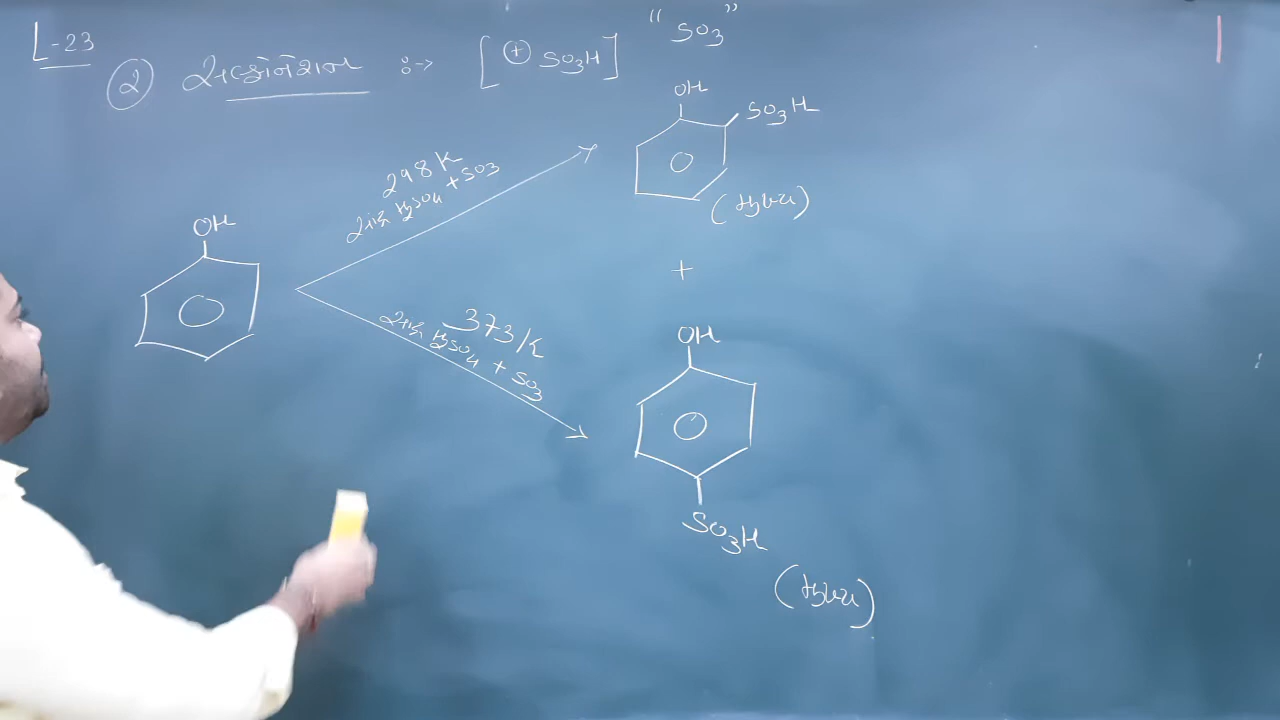 L-23
② સલ્ફોનેશન :→ [⊕ SO3H] "SO3"
OH
SO3H
298 K
સાંદ્ર H2SO4 + SO3
(મુખ્ય)
OH
+
373 K
સાંદ્ર H2SO4 + SO3
OH
SO3H
(મુખ્ય)